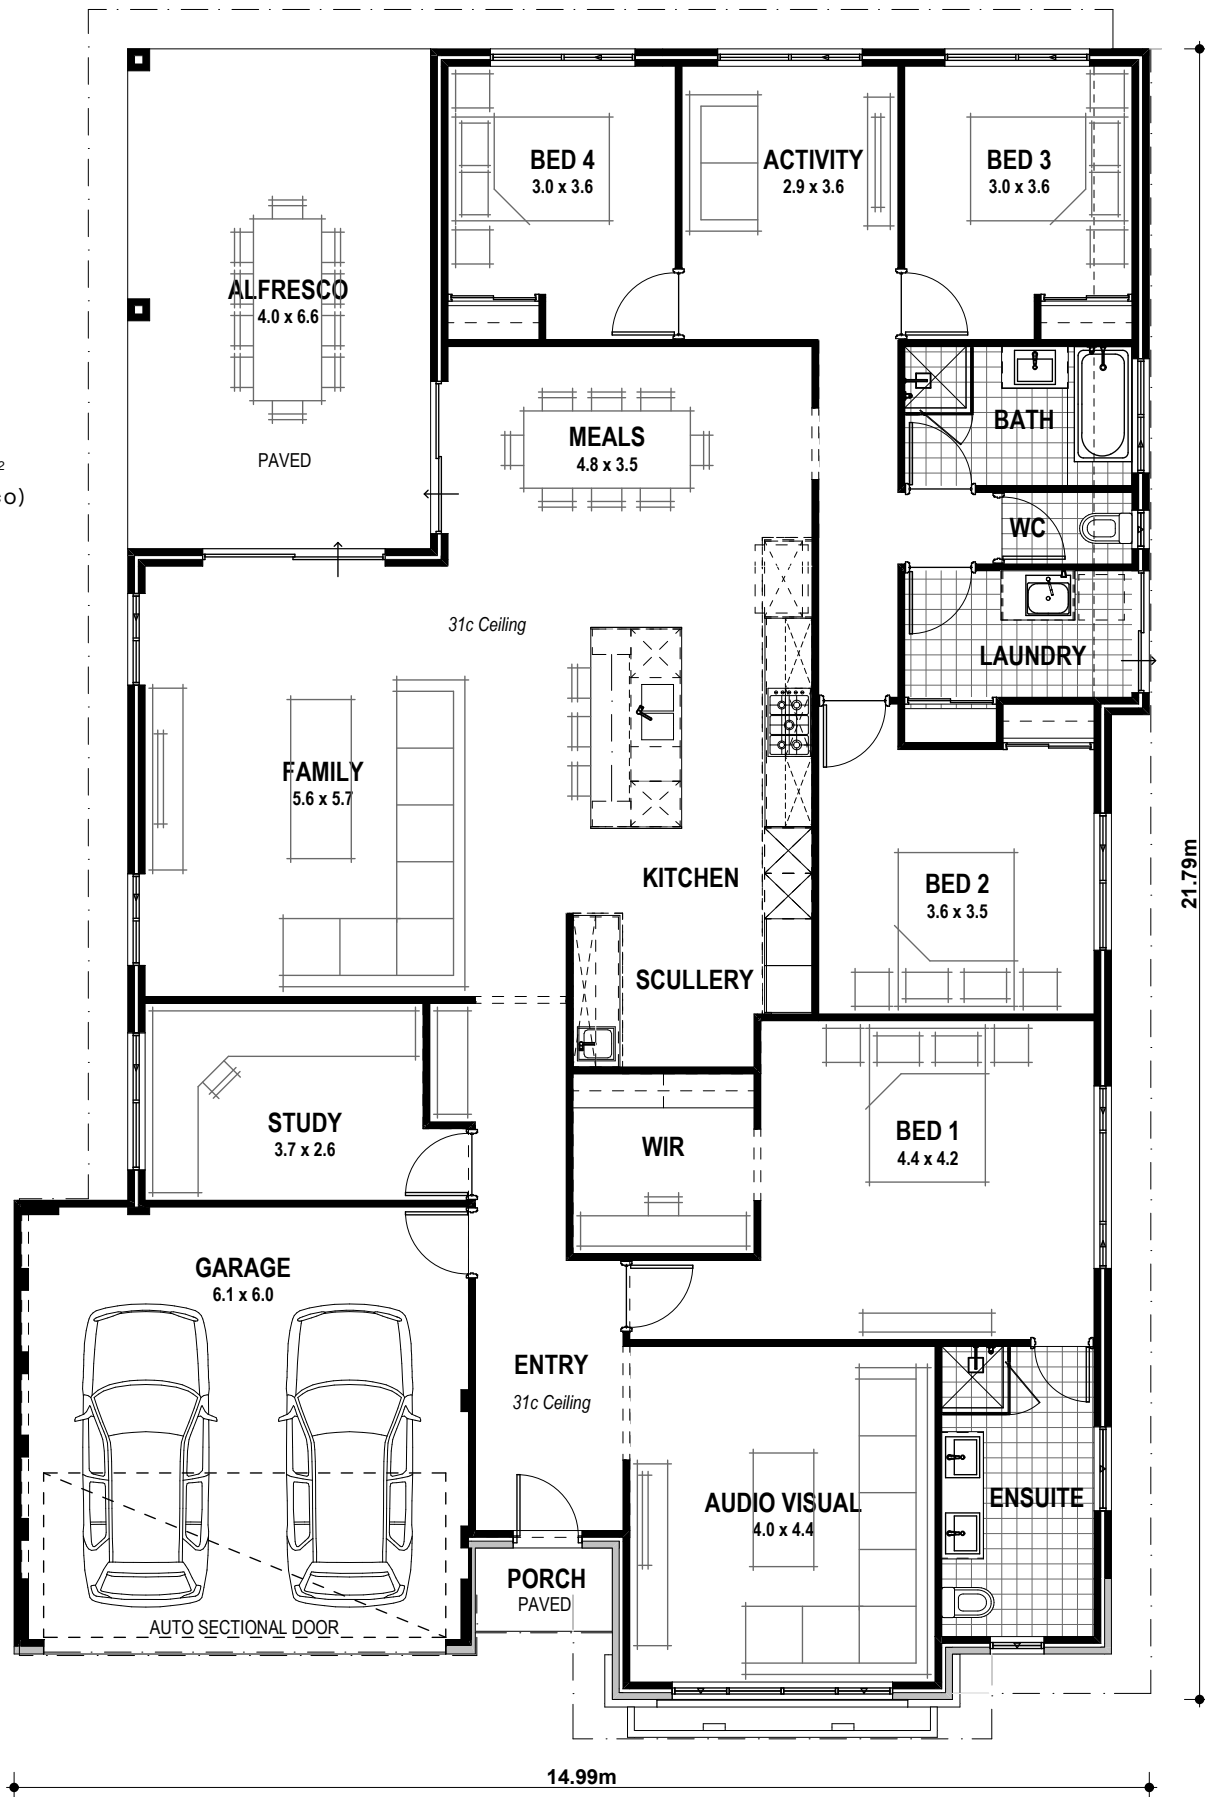 BED 4
3.0 x 3.6
ACTIVITY
2.9 x 3.6
BED 3
3.0 x 3.6
ALFRESCO
4.0 x 6.6
PAVED
2
o)
MEALS
4.8 x 3.5
BATH
WC
LAUNDRY
31c Ceiling
FAMILY
5.6 x 5.7
KITCHEN
SCULLERY
BED 2
3.6 x 3.5
21.79m
STUDY
3.7 x 2.6
WIR
BED 1
4.4 x 4.2
GARAGE
6.1 x 6.0
ENTRY
31c Ceiling
AUDIO VISUAL
4.0 x 4.4
ENSUITE
PORCH
PAVED
AUTO SECTIONAL DOOR
14.99m